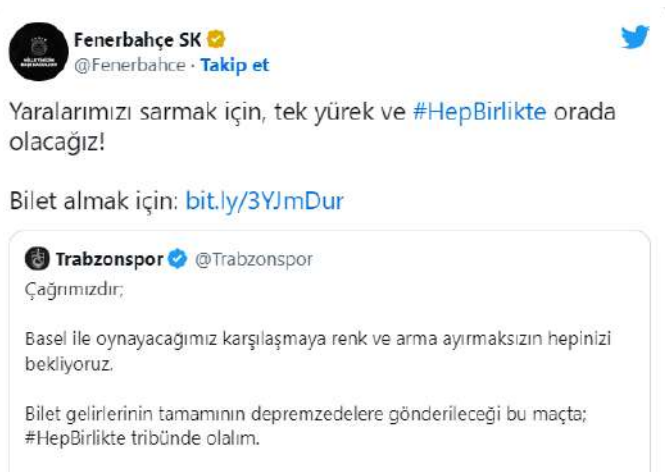 Fenerbahçe SK
@Fenerbahce · Takip et
Yaralarımızı sarmak için, tek yürek ve #HepBirlikte orada
olacağız!
Bilet almak için: bit.ly/3YJmDur
Trabzonspor @Trabzonspor
Çağrımızdır;
Basel ile oynayacağımız karşılaşmaya renk ve arma ayırmaksızın hepinizi
bekliyoruz.
Bilet gelirlerinin tamamının depremzedelere gönderileceği bu maçta;
#HepBirlikte tribünde olalım.